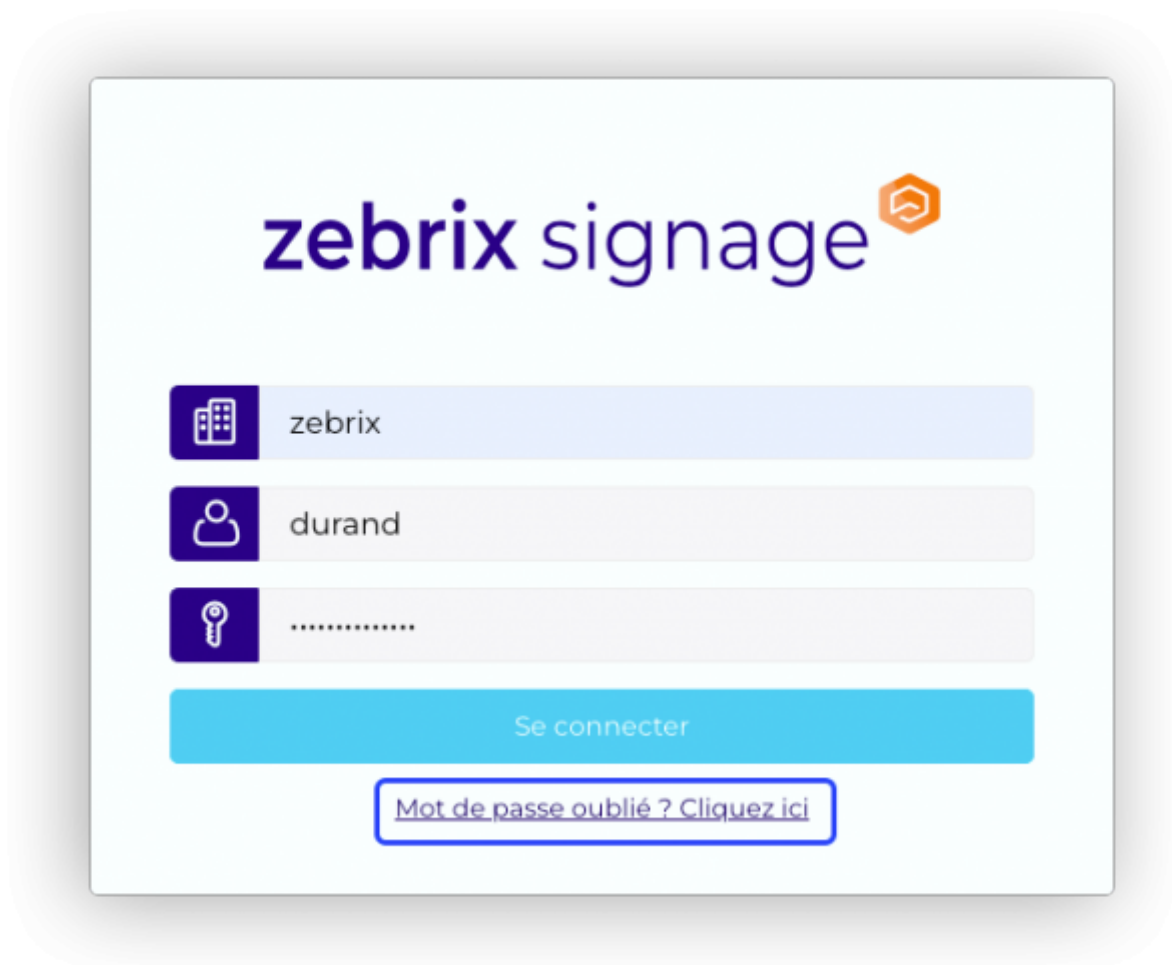 zebrix signage
zebrix
durand
••••••••••••••
Se connecter
Mot de passe oublié ? Cliquez ici